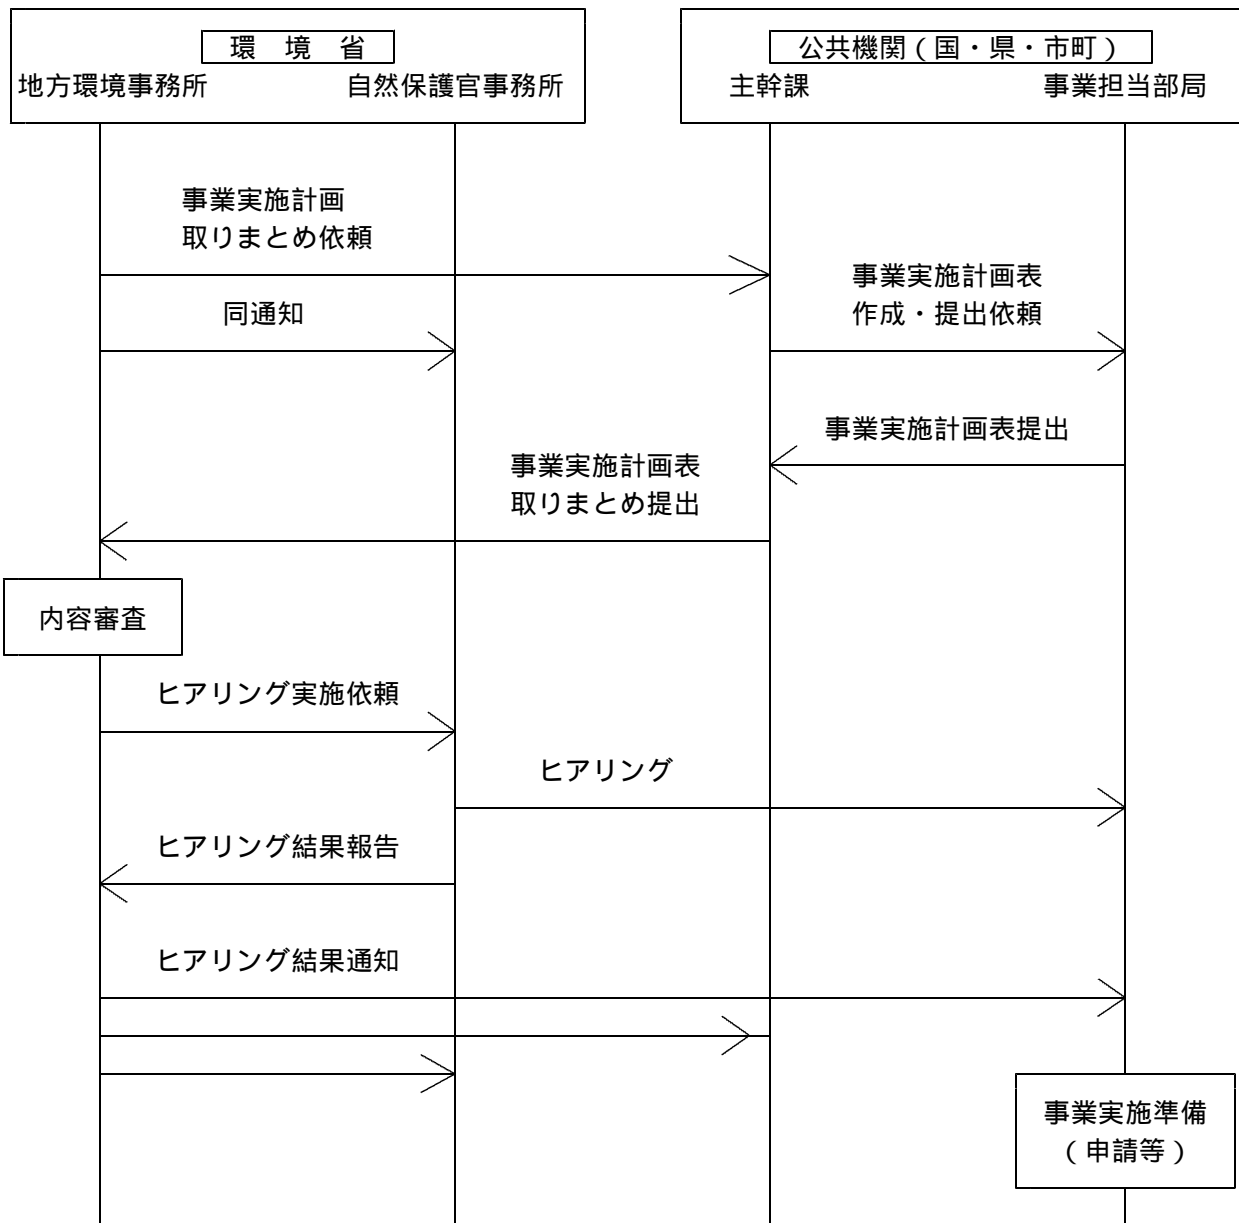 環　境　省
地方環境事務所　自然保護官事務所
公共機関（国・県・市町）
主幹課　事業担当部局
事業実施計画
取りまとめ依頼
同通知
事業実施計画表
作成・提出依頼
事業実施計画表提出
事業実施計画表
取りまとめ提出
内容審査
ヒアリング実施依頼
ヒアリング
ヒアリング結果報告
ヒアリング結果通知
事業実施準備
（申請等）